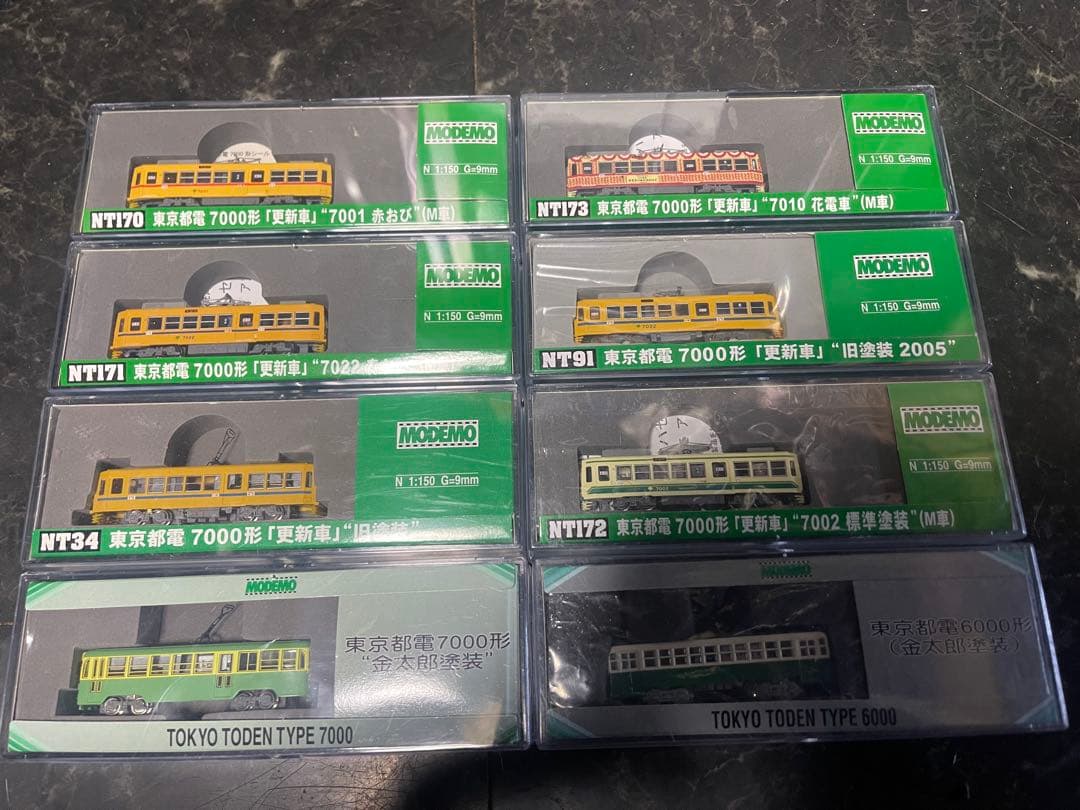 MODEMO
N 1:150 G=9mm
7001
NT170 東京都電 7000形「更新車」“7001 赤おび”(M車)
MODEMO
N 1:150 G=9mm
NT173 東京都電 7000形「更新車」“7010 花電車”(M車)
MODEMO
N 1:150 G=9mm
7022
NT171 東京都電 7000形「更新車」“7022
MODEMO
N 1:150 G=9mm
7022
NT91 東京都電 7000形「更新車」“旧塗装 2005”
MODEMO
N 1:150 G=9mm
NT34 東京都電 7000形「更新車」“旧塗装”
MODEMO
N 1:150 G=9mm
7002
NT172 東京都電 7000形「更新車」“7002 標準塗装”(M車)
MODEMO
東京都電7000形
“金太郎塗装”
TOKYO TODEN TYPE 7000
MODEMO
東京都電6000形
(金太郎塗装)
TOKYO TODEN TYPE 6000